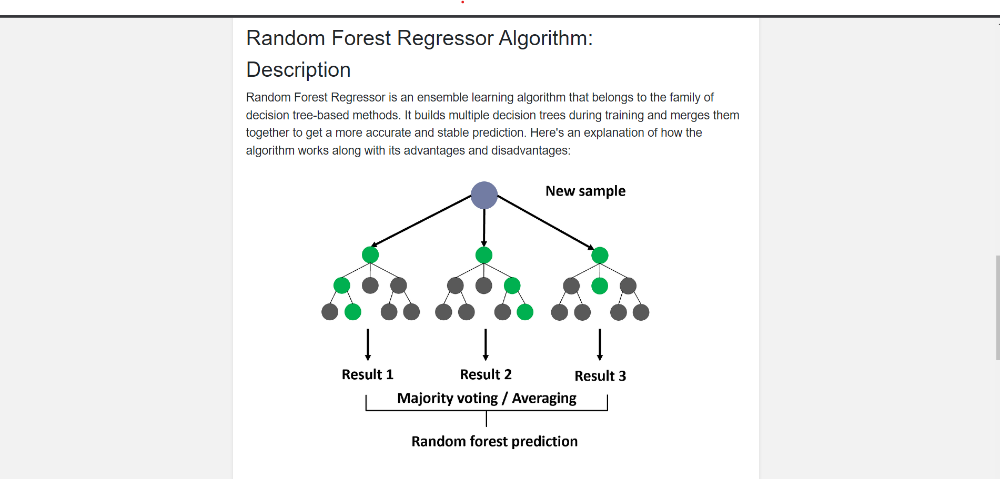 Random Forest Regressor Algorithm:
Description
Random Forest Regressor is an ensemble learning algorithm that belongs to the family of
decision tree-based methods. It builds multiple decision trees during training and merges them
together to get a more accurate and stable prediction. Here's an explanation of how the
algorithm works along with its advantages and disadvantages:
New sample
Result 1
Result 2
Result 3
Majority voting / Averaging
Random forest prediction